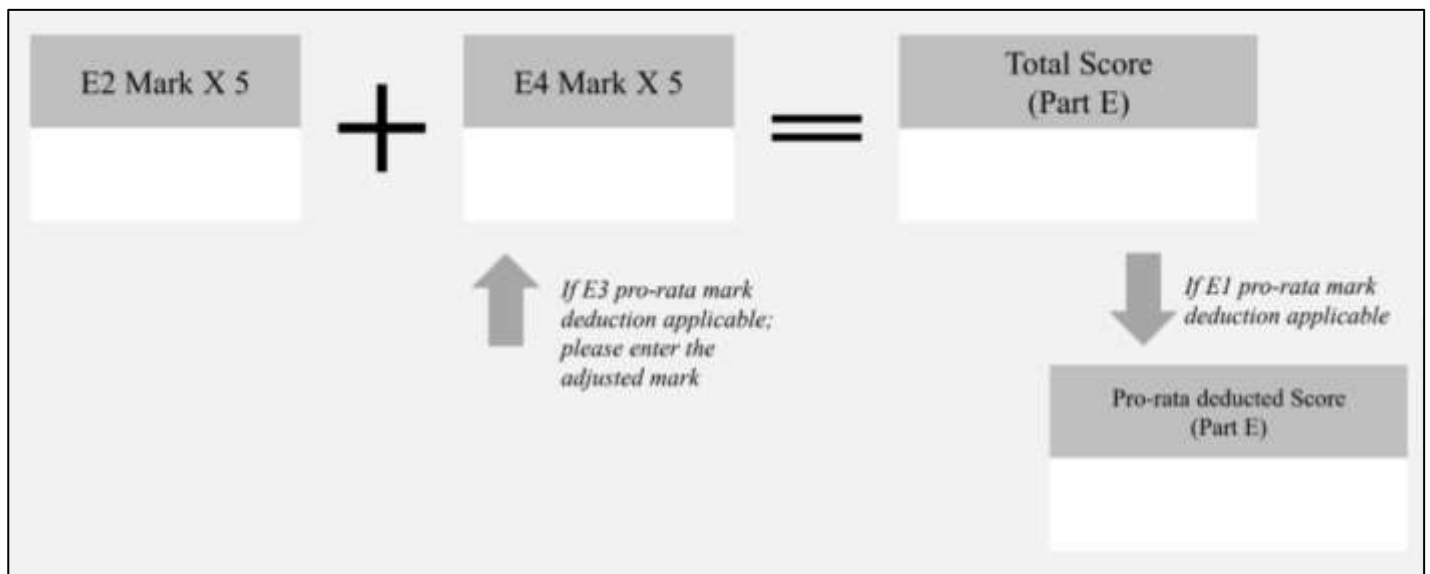 E2 Mark X 5
+
E4 Mark X 5
=
Total Score
(Part E)
If E3 pro-rata mark
deduction applicable;
please enter the
adjusted mark
If E1 pro-rata mark
deduction applicable
Pro-rata deducted Score
(Part E)